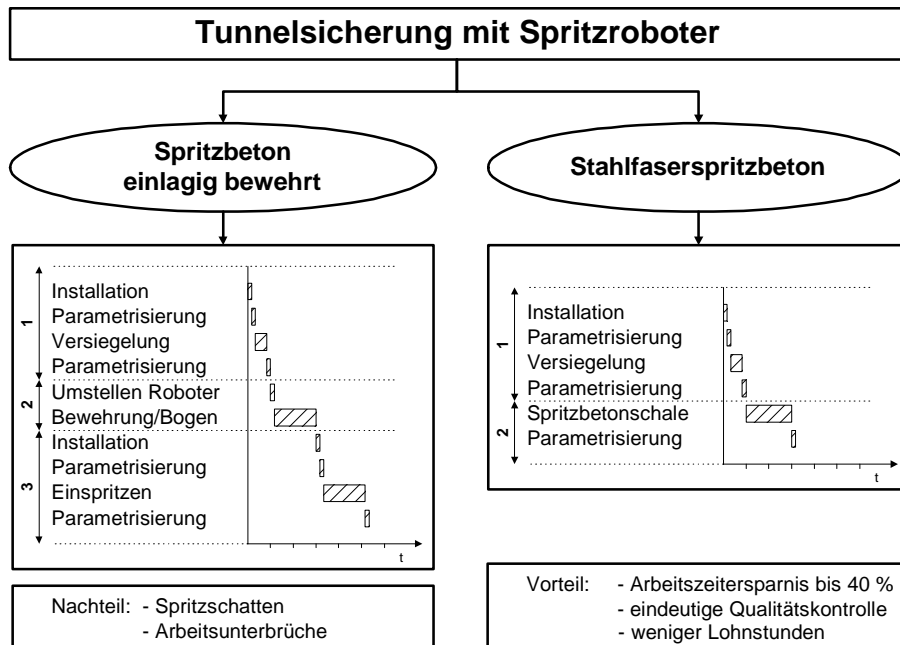 Tunnelsicherung mit Spritzroboter
Spritzbeton
einlagig bewehrt
1
Installation
Parametrisierung
Versiegelung
Parametrisierung
2
Umstellen Roboter
Bewehrung/Bogen
3
Installation
Parametrisierung
Einspritzen
Parametrisierung
t
Nachteil: - Spritzschatten
- Arbeitsunterbrüche
Stahlfaserspritzbeton
1
Installation
Parametrisierung
Versiegelung
Parametrisierung
2
Spritzbetonschale
Parametrisierung
t
Vorteil: - Arbeitszeitersparnis bis 40 %
- eindeutige Qualitätskontrolle
- weniger Lohnstunden